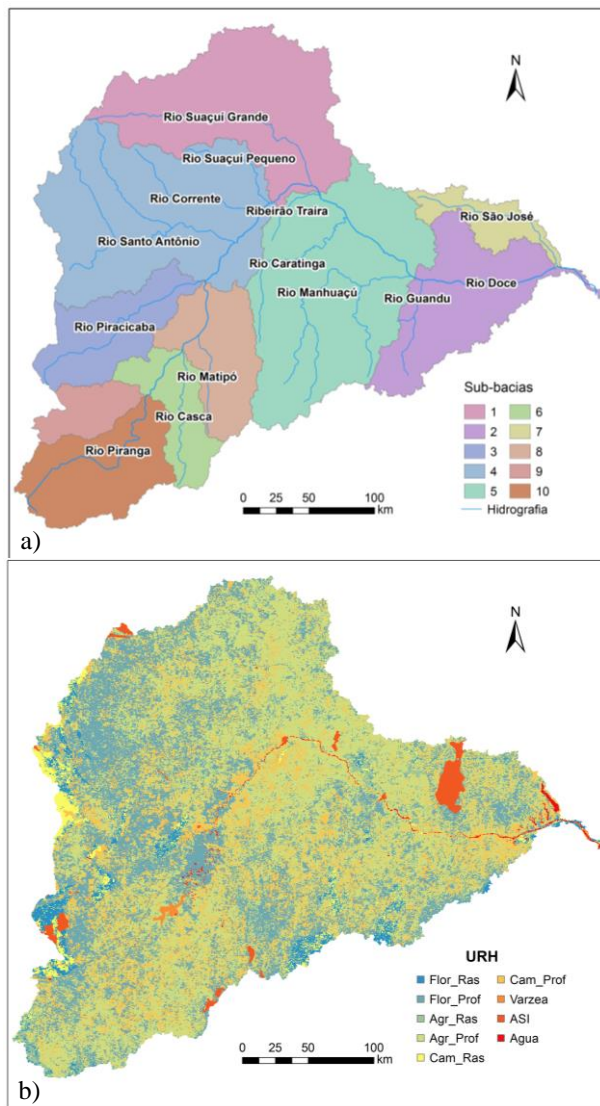 N
Rio Suaçuí Grande
Rio Suaçuí Pequeno
Rio Corrente
Ribeirão Traira
Rio São José
Rio Santo Antônio
Rio Caratinga
Rio Doce
Rio Manhuaçú
Rio Guandu
Rio Piracicaba
Rio Matipó
Rio Casca
Rio Piranga
Sub-bacias
1 6
2 7
3 8
4 9
5 10
Hidrografia
0 25 50 100
km
a)
N
URH
Flor_Ras Cam_Prof
Flor_Prof Varzea
Agr_Ras ASI
Agr_Prof Agua
Cam_Ras
0 25 50 100
km
b)